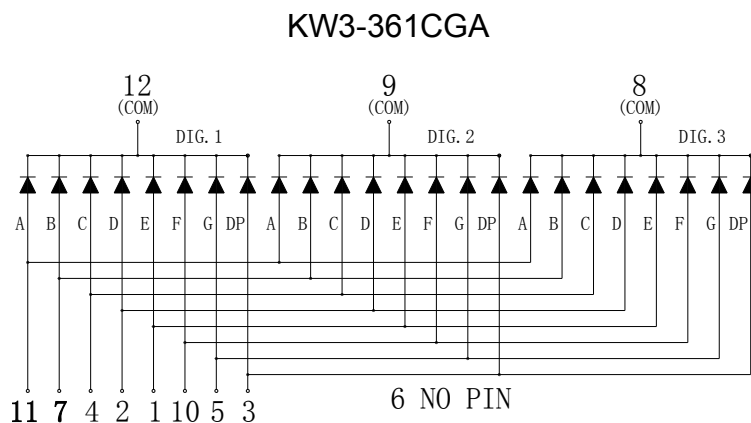 KW3-361CGA
12 9 8
(COM) (COM) (COM)
DIG.1 DIG.2 DIG.3
A B C D E F G DP A B C D E F G DP A B C D E F G DP
11 7 4 2 1 10 5 3 6 NO PIN